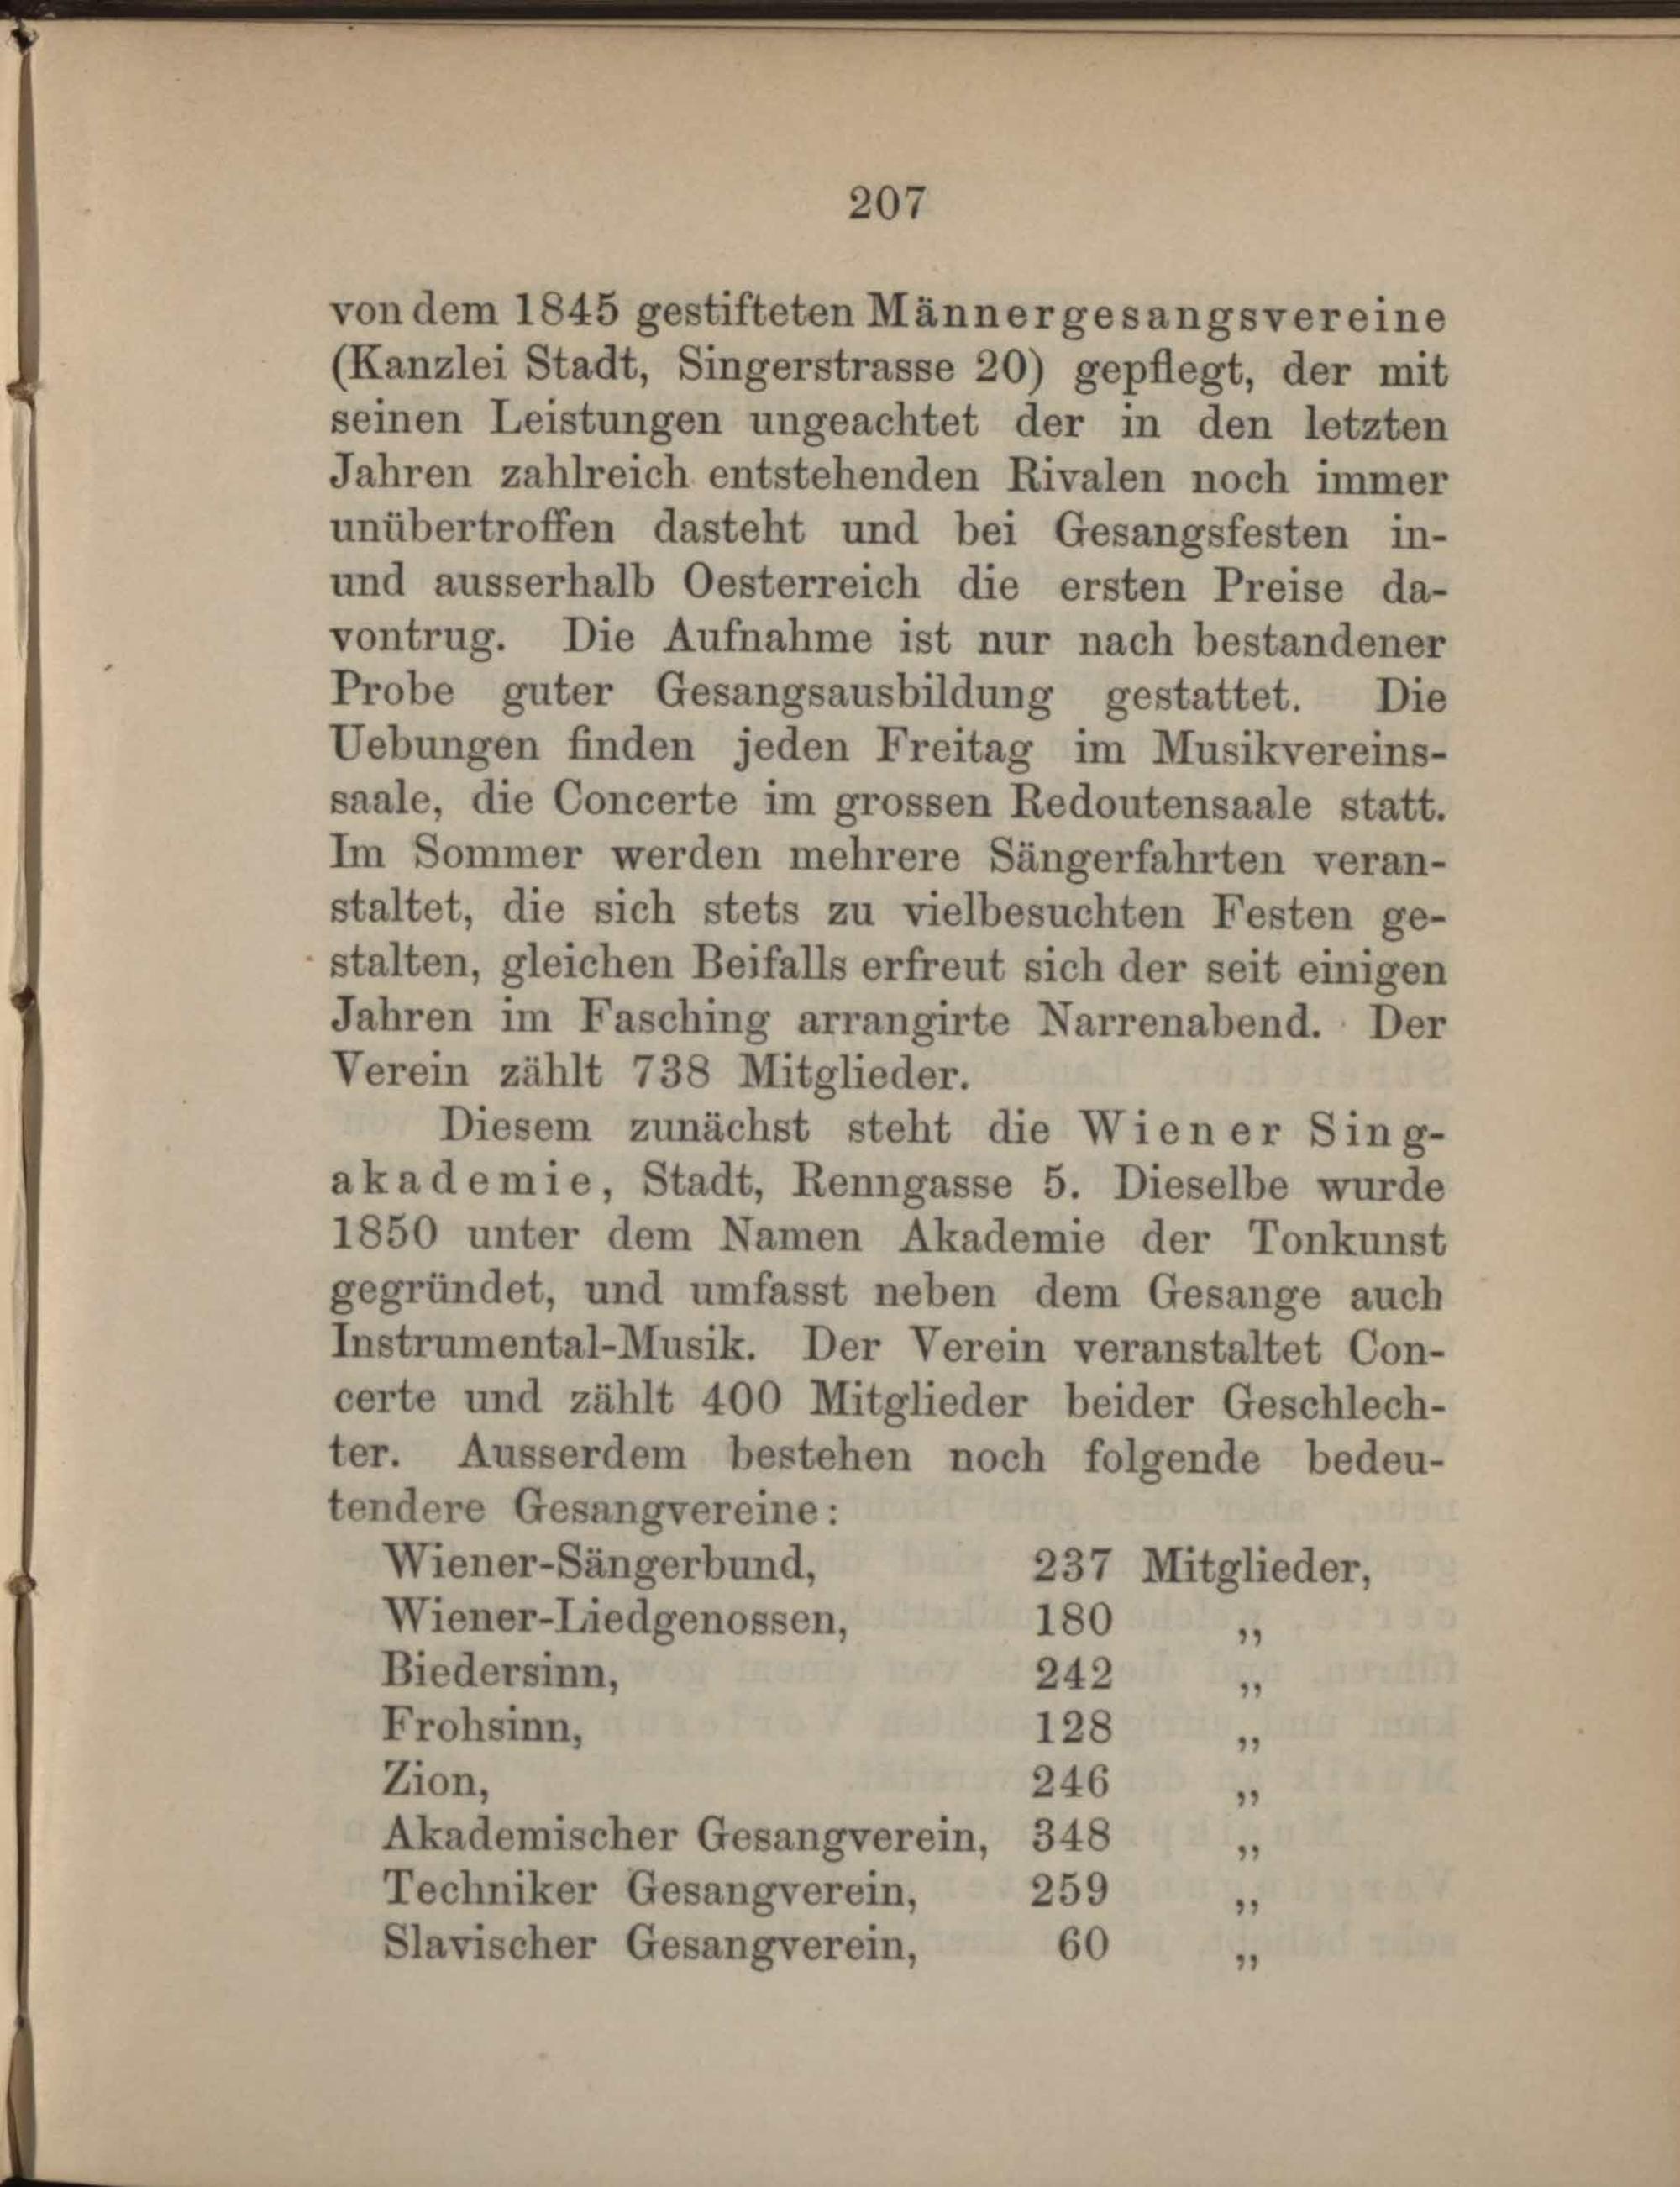 207
von dem 1845 gestifteten Männergesangsvereine
(Kanzlei Stadt, Singerstrasse 20) gepflegt, der mit
seinen Leistungen ungeachtet der in den letzten
Jahren zahlreich entstehenden Rivalen noch immer
unübertroffen dasteht und bei Gesangsfesten in-
und ausserhalb Oesterreich die ersten Preise da-
vontrug. Die Aufnahme ist nur nach bestandener
Probe guter Gesangsausbildung gestattet. Die
Uebungen finden jeden Freitag im Musikvereins-
saale, die Concerte im grossen Redoutensaale statt.
Im Sommer werden mehrere Sängerfahrten veran-
staltet, die sich stets zu vielbesuchten Festen ge-
stalten, gleichen Beifalls erfreut sich der seit einigen
Jahren im Fasching arrangirte Narrenabend. Der
Verein zählt 738 Mitglieder.
Diesem zunächst steht die Wiener Sing-
akademie, Stadt, Renngasse 5. Dieselbe wurde
1850 unter dem Namen Akademie der Tonkunst
gegründet, und umfasst neben dem Gesange auch
Instrumental-Musik. Der Verein veranstaltet Con-
certe und zählt 400 Mitglieder beider Geschlech-
ter. Ausserdem bestehen noch folgende bedeu-
tendere Gesangvereine:
Wiener-Sängerbund, 237 Mitglieder,
Wiener-Liedgenossen, 180 „
Biedersinn, 242 „
Frohsinn, 128 „
Zion, 246 „
Akademischer Gesangverein, 348 „
Techniker Gesangverein, 259 „
Slavischer Gesangverein, 60 „